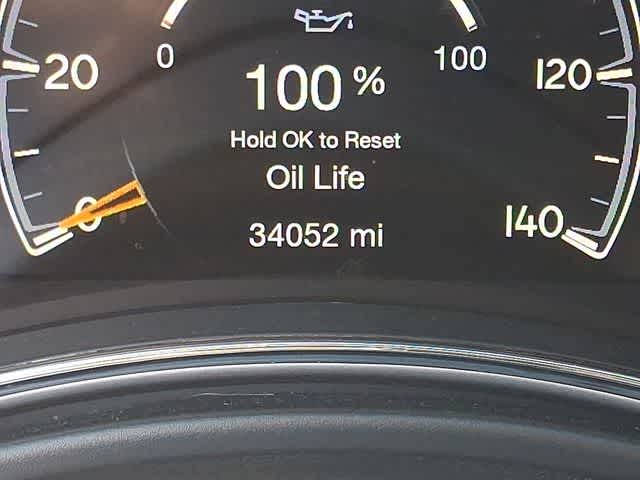 0 100
20 100 % 120
Hold OK to Reset
Oil Life
0 34052 mi 140